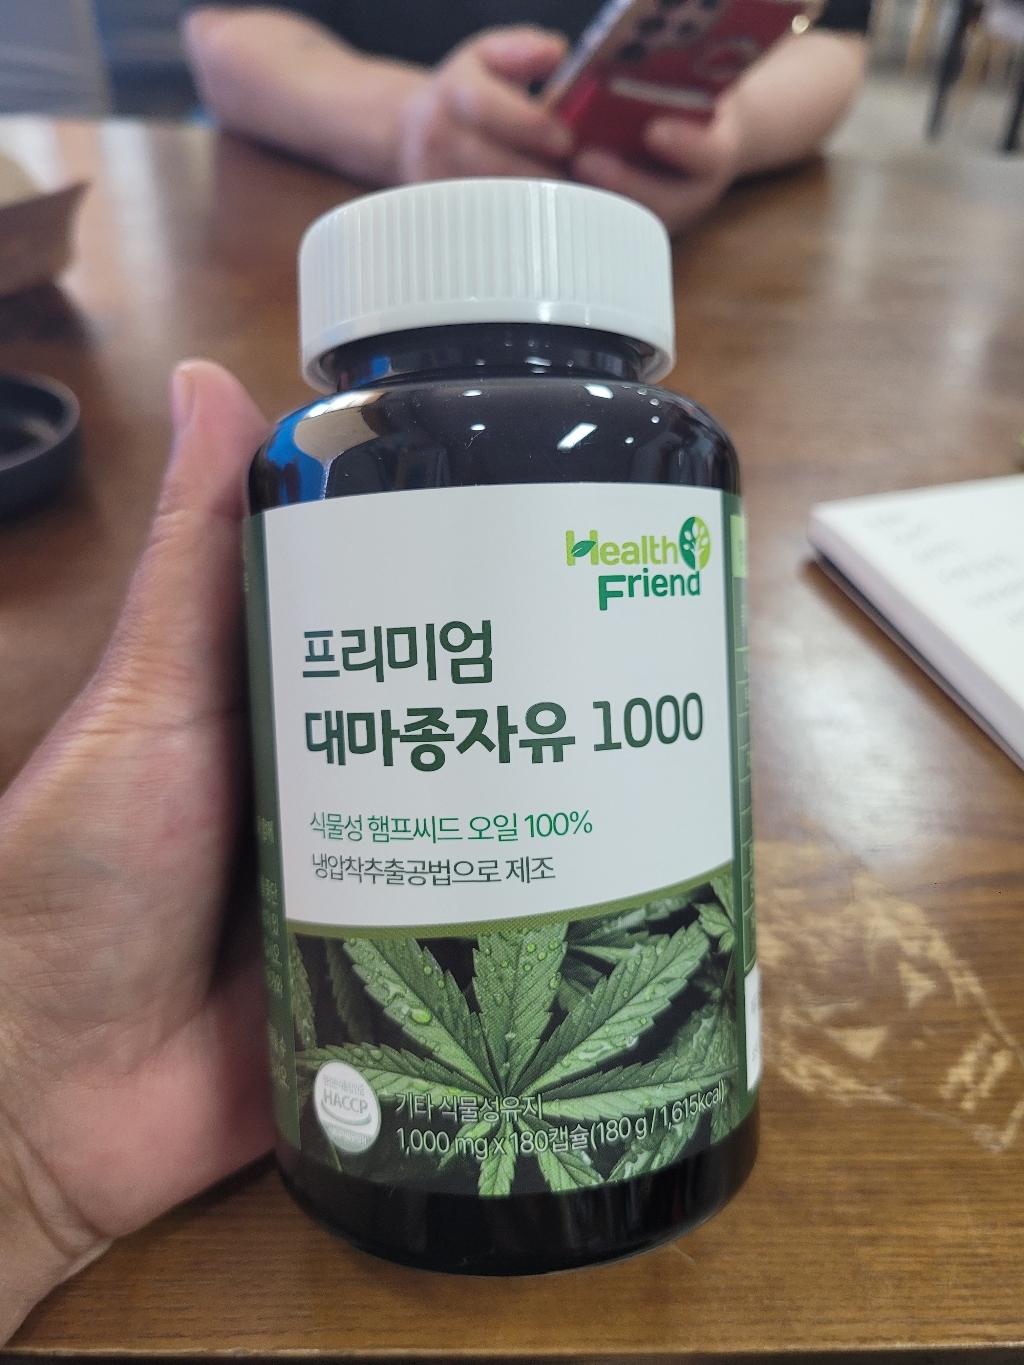 Health
Friend
프리미엄
대마종자유 1000
식물성 햄프씨드 오일 100%
냉압착추출공법으로 제조
HACCP
기타 식물성유지
1,000 mg x 180캡슐(180 g / 1,615kcal)